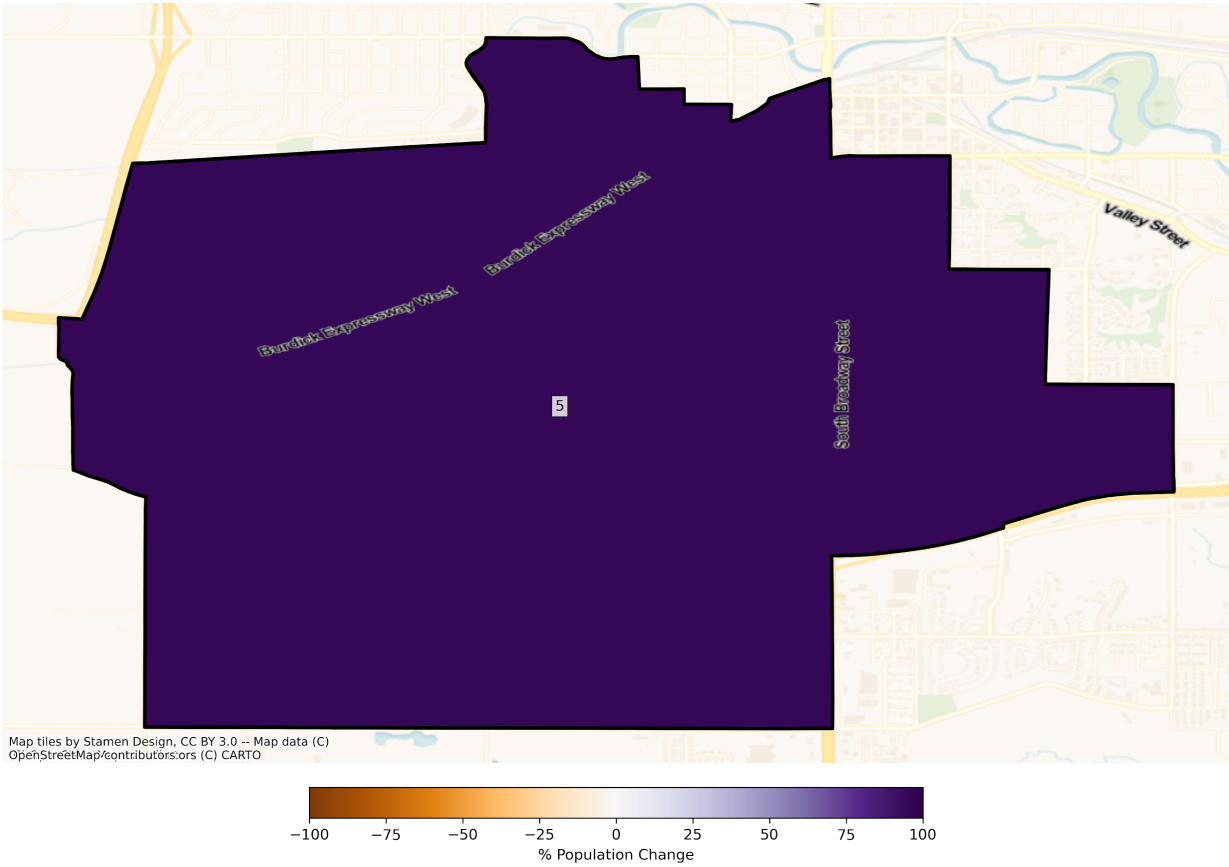 Burdick Expressway West
Valley Street
Burdick Expressway West
South Broadway Street
5
Map tiles by Stamen Design, CC BY 3.0 -- Map data (C)
OpenStreetMap contributors (C) CARTO
−100 −75 −50 −25 0 25 50 75 100
% Population Change